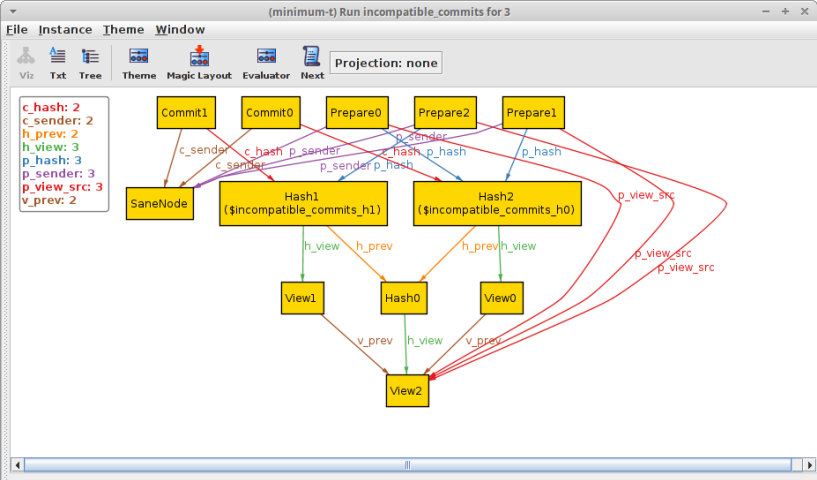 (minimum-t) Run incompatible_commits for 3
File Instance Theme Window
Viz Txt Tree Theme Magic Layout Evaluator Next Projection: none
c_hash: 2
c_sender: 2
h_prev: 2
h_view: 3
p_hash: 3
p_sender: 3
p_view_src: 3
v_prev: 2
Commit1 Commit0 Prepare0 Prepare2 Prepare1
p_sender
c_sender c_hash p_sender c_hash p_hash p_hash
c_sender p_sender p_hash
SaneNode
Hash1
($incompatible_commits_h1)
Hash2
($incompatible_commits_h0)
p_view_src
h_view h_prev h_prev h_view
p_view_src
p_view_src
View1 Hash0 View0
v_prev h_view v_prev
View2